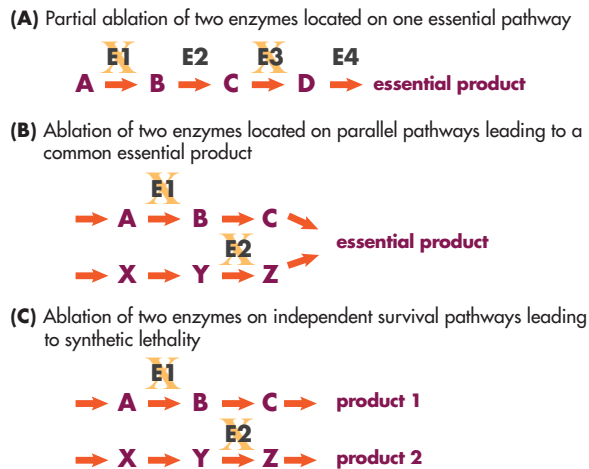 (A) Partial ablation of two enzymes located on one essential pathway
E1 E2 E3 E4
A B C D essential product
(B) Ablation of two enzymes located on parallel pathways leading to a
common essential product
E1
A B C
essential product
E2
X Y Z
(C) Ablation of two enzymes on independent survival pathways leading
to synthetic lethality
E1
A B C product 1
E2
X Y Z product 2